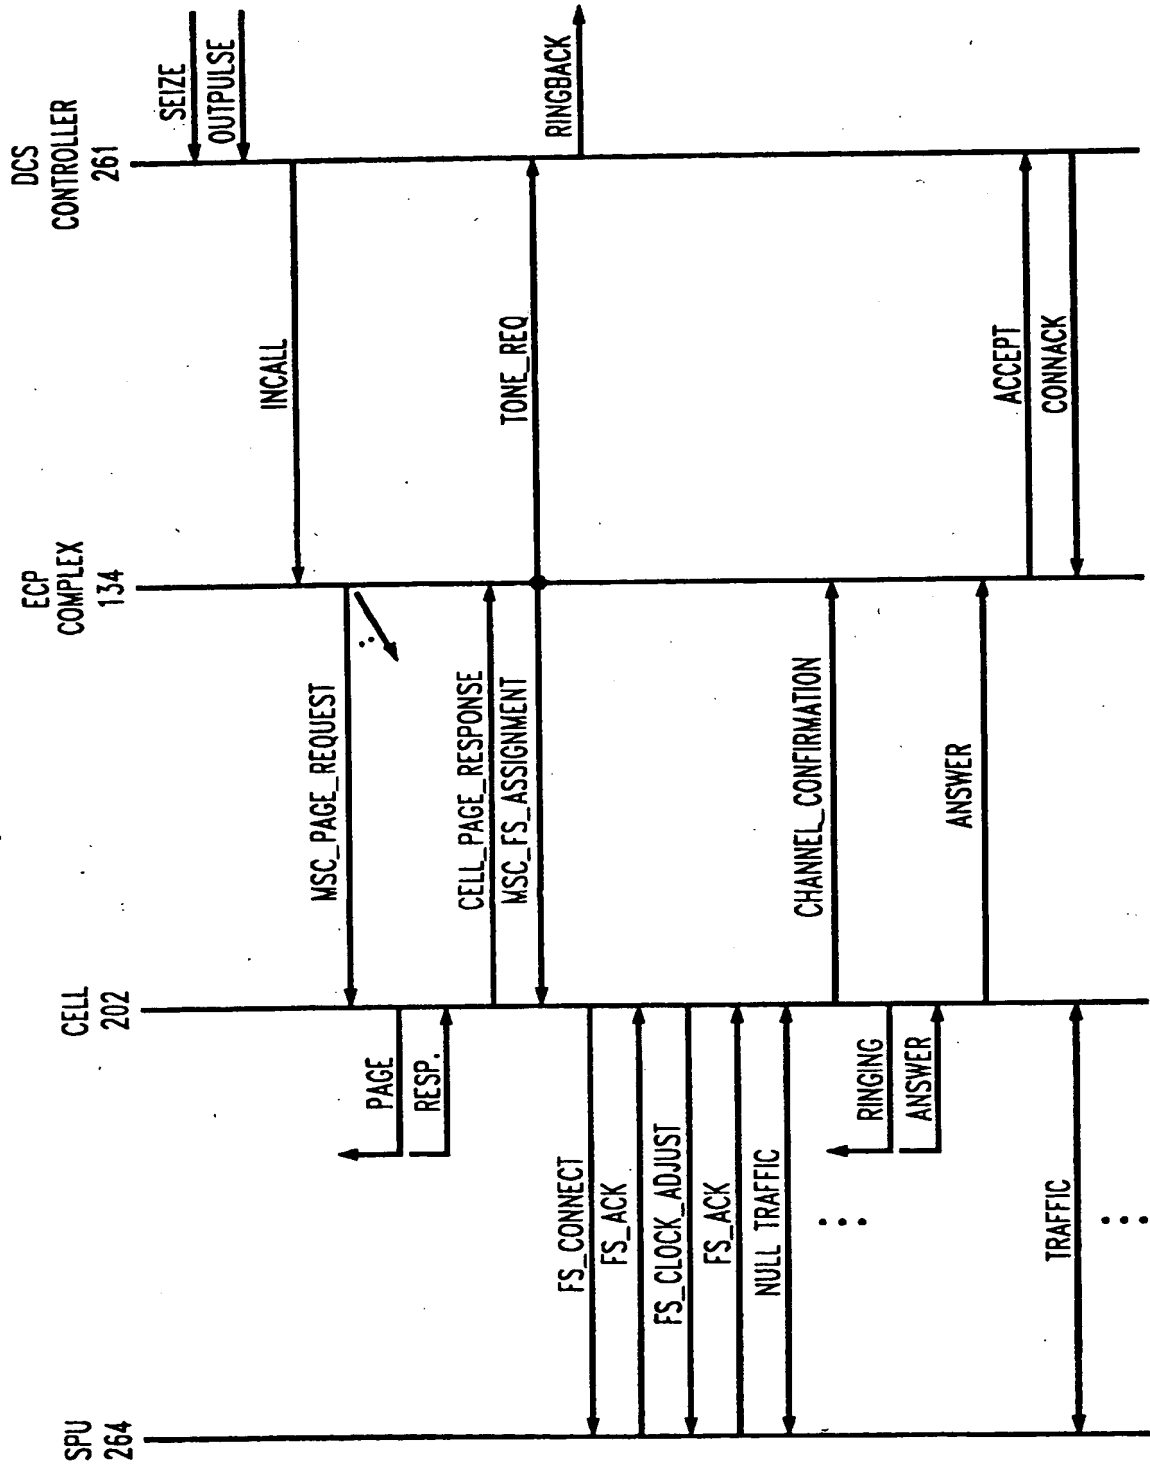 SPU
264
CELL
202
ECP
COMPLEX
134
DCS
CONTROLLER
261
SEIZE
OUTPULSE
INCALL
MSC_PAGE_REQUEST
PAGE
RESP.
CELL_PAGE_RESPONSE
MSC_FS_ASSIGNMENT
TONE_REQ
RINGBACK
FS_CONNECT
FS_ACK
FS_CLOCK_ADJUST
FS_ACK
NULL TRAFFIC
CHANNEL_CONFIRMATION
RINGING
ANSWER
ANSWER
ACCEPT
CONNACK
TRAFFIC